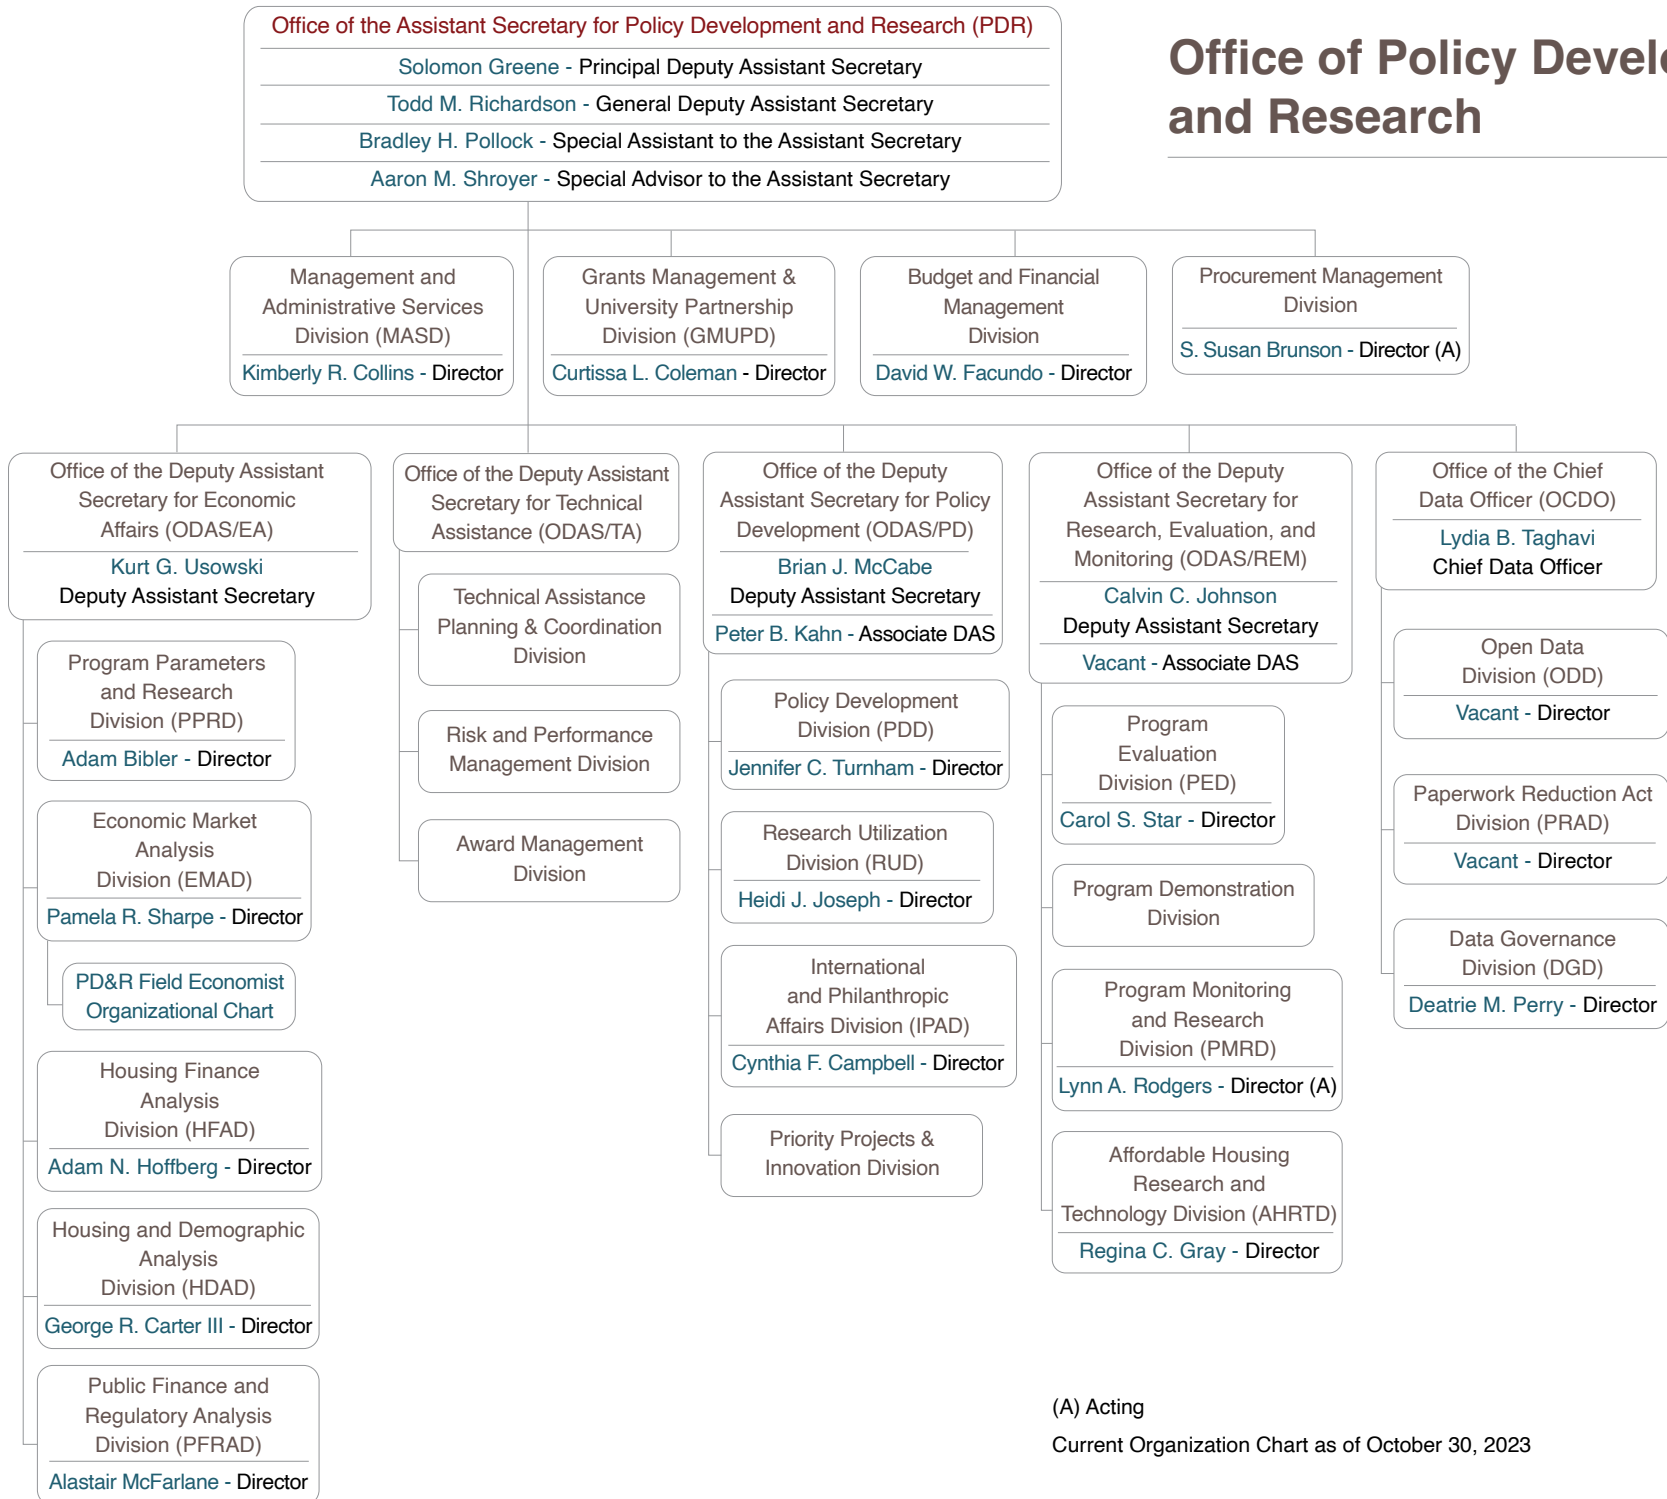 Office of the Assistant Secretary for Policy Development and Research (PDR)
Solomon Greene - Principal Deputy Assistant Secretary
Todd M. Richardson - General Deputy Assistant Secretary
Bradley H. Pollock - Special Assistant to the Assistant Secretary
Aaron M. Shroyer - Special Advisor to the Assistant Secretary
Office of Policy
and Research
Management and
Administrative Services
Division (MASD)
Kimberly R. Collins - Director
Grants Management &
University Partnership
Division (GMUPD)
Curtissa L. Coleman - Director
Budget and Financial
Management
Division
David W. Facundo - Director
Procurement Management
Division
S. Susan Brunson - Director (A)
Office of the Deputy Assistant
Secretary for Economic
Affairs (ODAS/EA)
Kurt G. Usowski
Deputy Assistant Secretary
Program Parameters
and Research
Division (PPRD)
Adam Bibler - Director
Economic Market
Analysis
Division (EMAD)
Pamela R. Sharpe - Director
PD&R Field Economist
Organizational Chart
Housing Finance
Analysis
Division (HFAD)
Adam N. Hoffberg - Director
Housing and Demographic
Analysis
Division (HDAD)
George R. Carter III - Director
Public Finance and
Regulatory Analysis
Division (PFRAD)
Alastair McFarlane - Director
Office of the Deputy Assistant
Secretary for Technical
Assistance (ODAS/TA)
Technical Assistance
Planning & Coordination
Division
Risk and Performance
Management Division
Award Management
Division
Office of the Deputy
Assistant Secretary for Policy
Development (ODAS/PD)
Brian J. McCabe
Deputy Assistant Secretary
Peter B. Kahn - Associate DAS
Policy Development
Division (PDD)
Jennifer C. Turnham - Director
Research Utilization
Division (RUD)
Heidi J. Joseph - Director
International
and Philanthropic
Affairs Division (IPAD)
Cynthia F. Campbell - Director
Priority Projects &
Innovation Division
Office of the Deputy
Assistant Secretary for
Research, Evaluation, and
Monitoring (ODAS/REM)
Calvin C. Johnson
Deputy Assistant Secretary
Vacant - Associate DAS
Program
Evaluation
Division (PED)
Carol S. Star - Director
Program Demonstration
Division
Program Monitoring
and Research
Division (PMRD)
Lynn A. Rodgers - Director (A)
Affordable Housing
Research and
Technology Division (AHRTD)
Regina C. Gray - Director
Office of the Chief
Data Officer (OCDO)
Lydia B. Taghavi
Chief Data Officer
Open Data
Division (ODD)
Vacant - Director
Paperwork Reduction Act
Division (PRAD)
Vacant - Director
Data Governance
Division (DGD)
Deatrie M. Perry - Director
(A) Acting
Current Organization Chart as of October 30, 2023